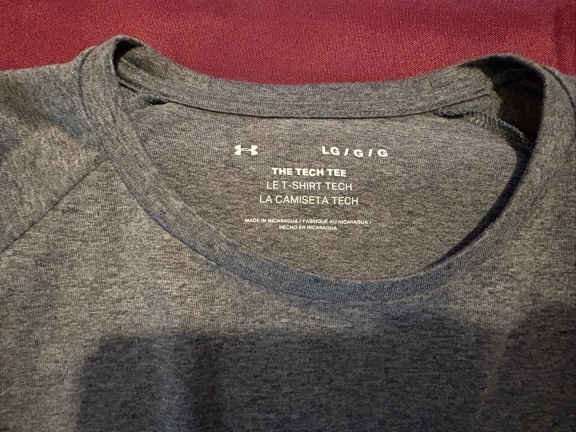 LG / G / G
THE TECH TEE
LE T-SHIRT TECH
LA CAMISETA TECH
MADE IN NICARAGUA / FABRIQUÉ AU NICARAGUA /
HECHO EN NICARAGUA